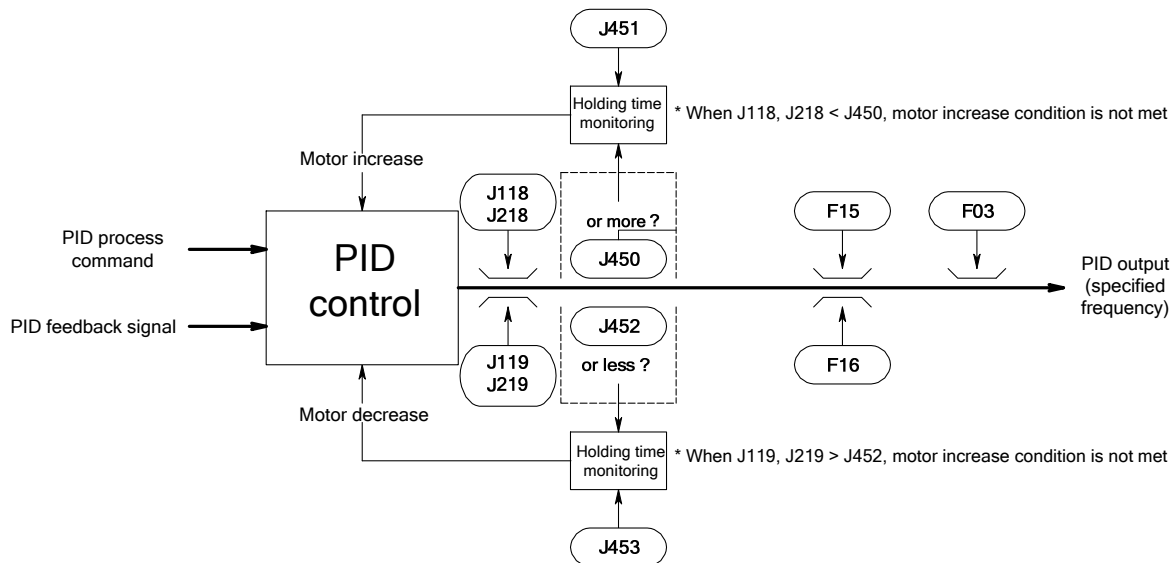 J451
Holding time
monitoring
* When J118, J218 < J450, motor increase condition is not met
Motor increase
J118
J218
or more ?
J450
F15
F03
PID process
command
PID
control
PID output
(specified
frequency)
PID feedback signal
J452
or less ?
J119
J219
F16
Motor decrease
Holding time
monitoring
* When J119, J219 > J452, motor increase condition is not met
J453